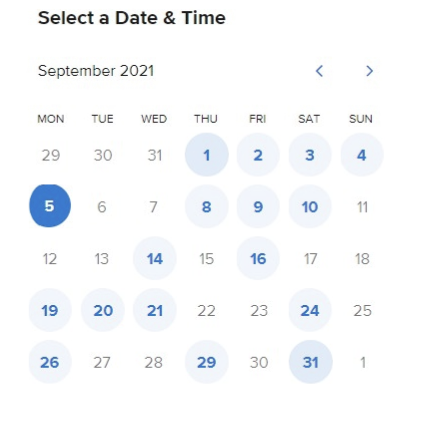 Select a Date & Time
September 2021
MON TUE WED THU FRI SAT SUN
29 30 31 1 2 3 4
5 6 7 8 9 10 11
12 13 14 15 16 17 18
19 20 21 22 23 24 25
26 27 28 29 30 31 1